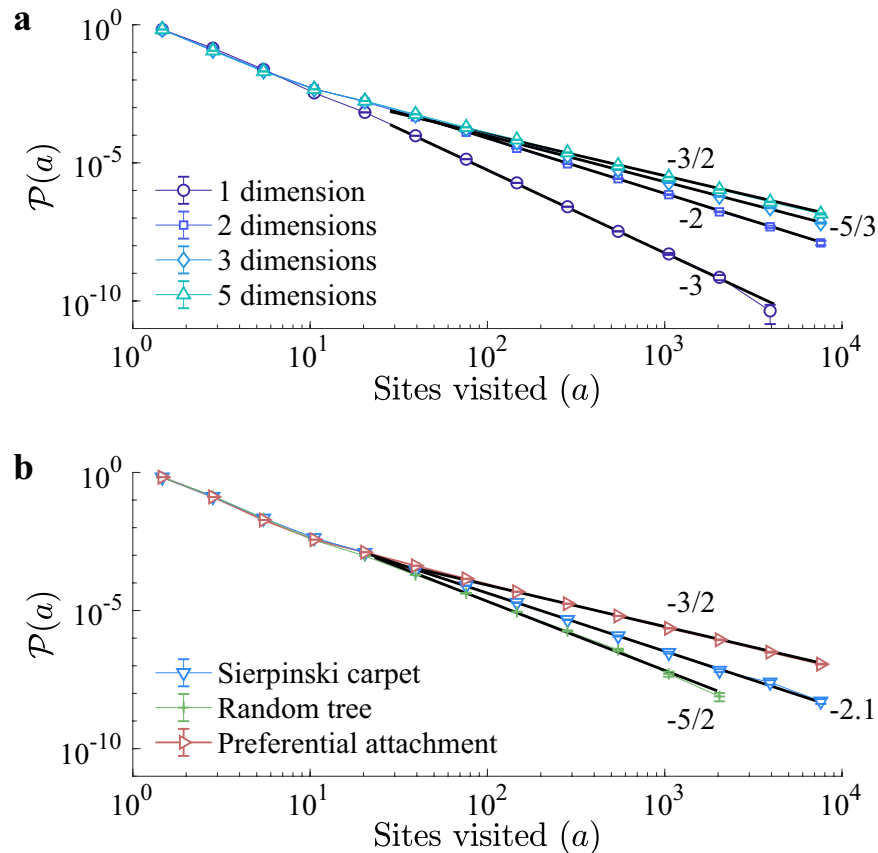 a
10^0
10^-5
10^-10
P(a)
-3/2
-2
-5/3
-3
1 dimension
2 dimensions
3 dimensions
5 dimensions
10^0 10^1 10^2 10^3 10^4
Sites visited (a)
b
10^0
10^-5
10^-10
P(a)
-3/2
-2.1
-5/2
Sierpinski carpet
Random tree
Preferential attachment
10^0 10^1 10^2 10^3 10^4
Sites visited (a)